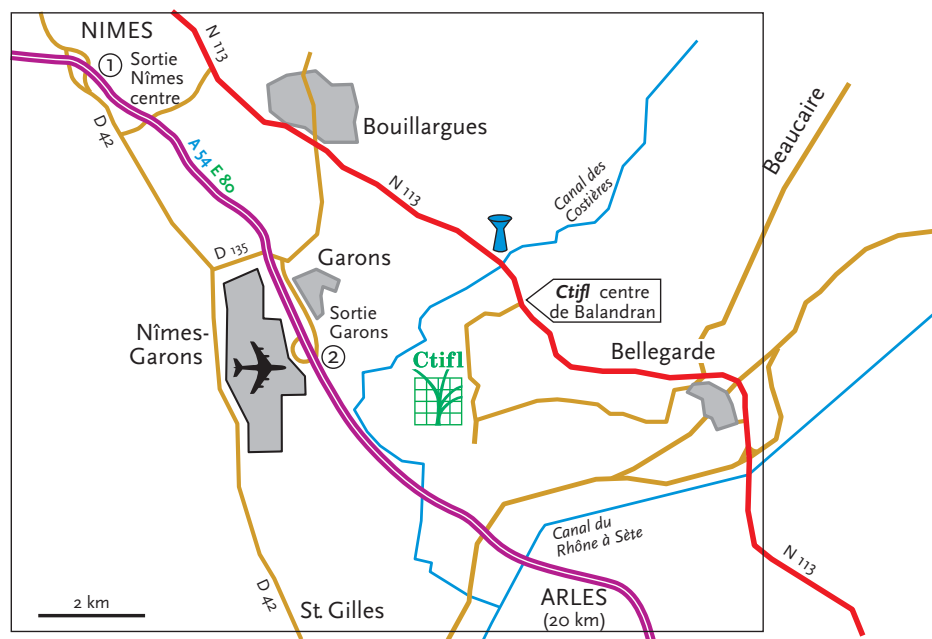 NIMES
1
Sortie
Nîmes
centre
N 113
Bouillargues
D 42
A 54 E 80
N 113
Canal des
Costières
Beaucaire
D 135
Garons
Ctifl centre
de Balandran
Nîmes-
Garons
Sortie
Garons
2
Ctifl
Bellegarde
Canal du
Rhône à Sète
N 113
D 42
2 km
St. Gilles
ARLES
(20 km)